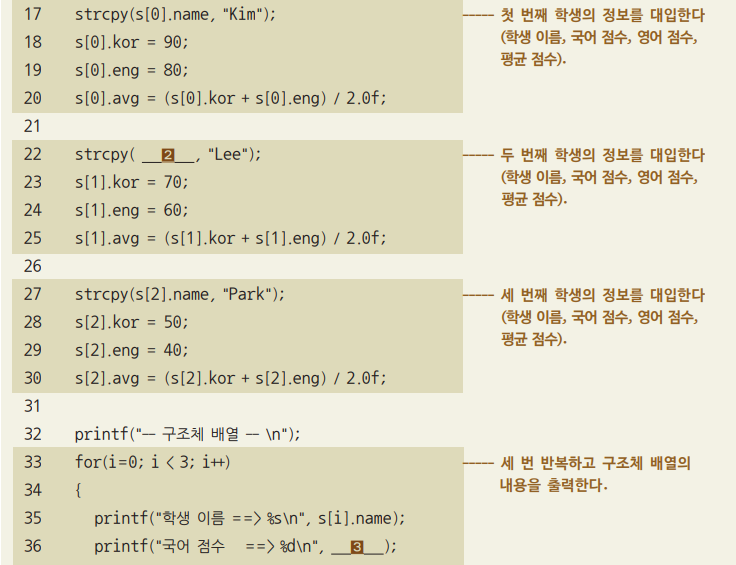 17 strcpy(s[0].name, "Kim"); ----- 첫 번째 학생의 정보를 대입한다
18 s[0].kor = 90; (학생 이름, 국어 점수, 영어 점수,
19 s[0].eng = 80; 평균 점수).
20 s[0].avg = (s[0].kor + s[0].eng) / 2.0f;
21
22 strcpy( __2__, "Lee"); ----- 두 번째 학생의 정보를 대입한다
23 s[1].kor = 70; (학생 이름, 국어 점수, 영어 점수,
24 s[1].eng = 60; 평균 점수).
25 s[1].avg = (s[1].kor + s[1].eng) / 2.0f;
26
27 strcpy(s[2].name, "Park"); ----- 세 번째 학생의 정보를 대입한다
28 s[2].kor = 50; (학생 이름, 국어 점수, 영어 점수,
29 s[2].eng = 40; 평균 점수).
30 s[2].avg = (s[2].kor + s[2].eng) / 2.0f;
31
32 printf("-- 구조체 배열 -- \n");
33 for(i=0; i < 3; i++) ----- 세 번 반복하고 구조체 배열의
34 { 내용을 출력한다.
35 printf("학생 이름 ==> %s\n", s[i].name);
36 printf("국어 점수 ==> %d\n", __3__);